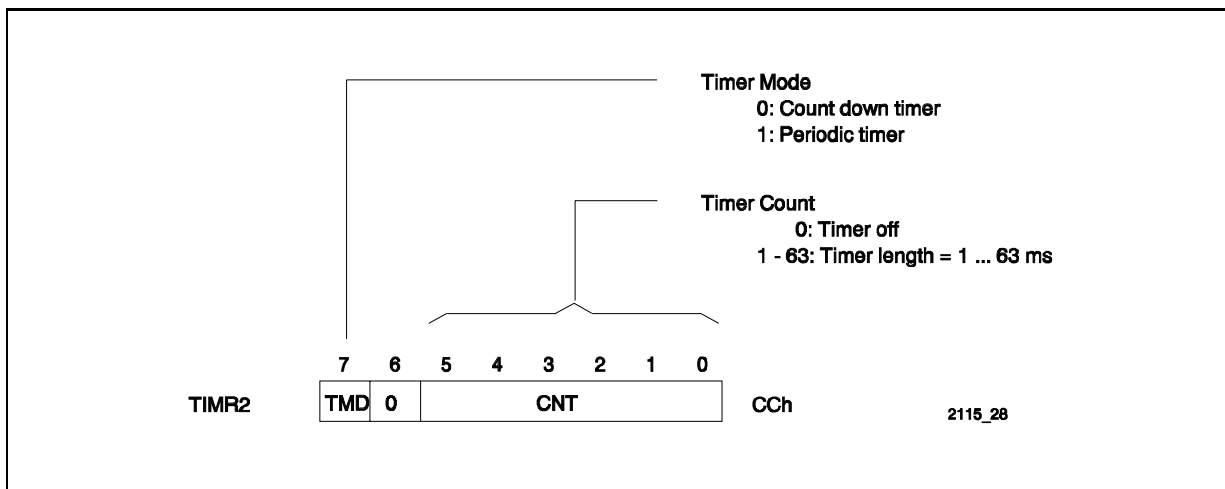 Timer Mode
0: Count down timer
1: Periodic timer
Timer Count
0: Timer off
1 - 63: Timer length = 1 ... 63 ms
7 6 5 4 3 2 1 0
TIMR2 TMD 0 CNT CCh
2115_28